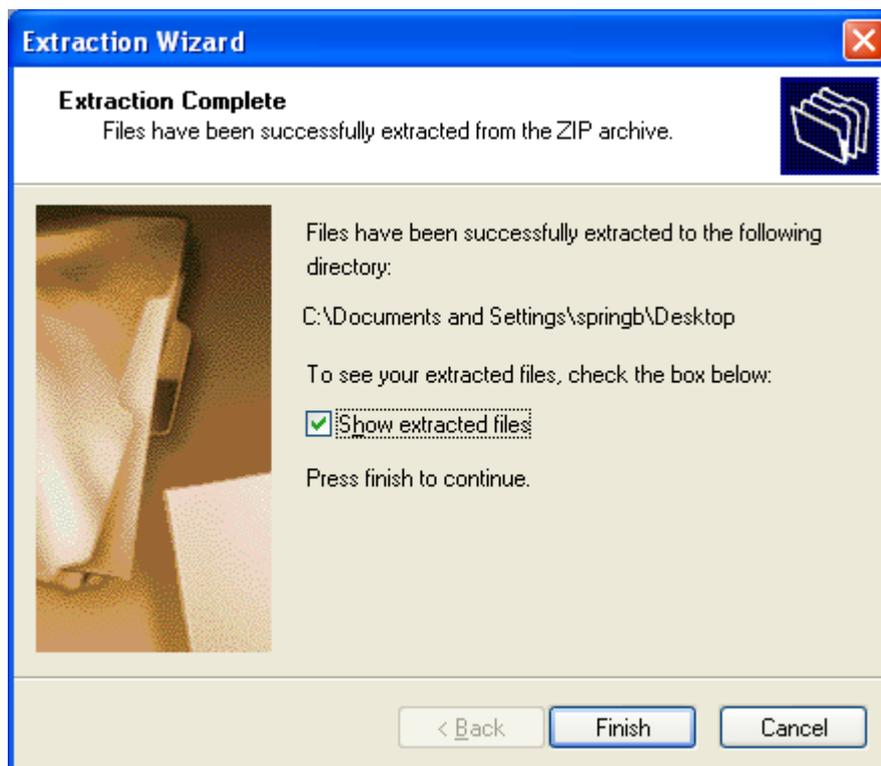 Extraction Wizard
Extraction Complete
Files have been successfully extracted from the ZIP archive.
Files have been successfully extracted to the following
directory:
C:\Documents and Settings\springb\Desktop
To see your extracted files, check the box below:
Show extracted files
Press finish to continue.
< Back
Finish
Cancel